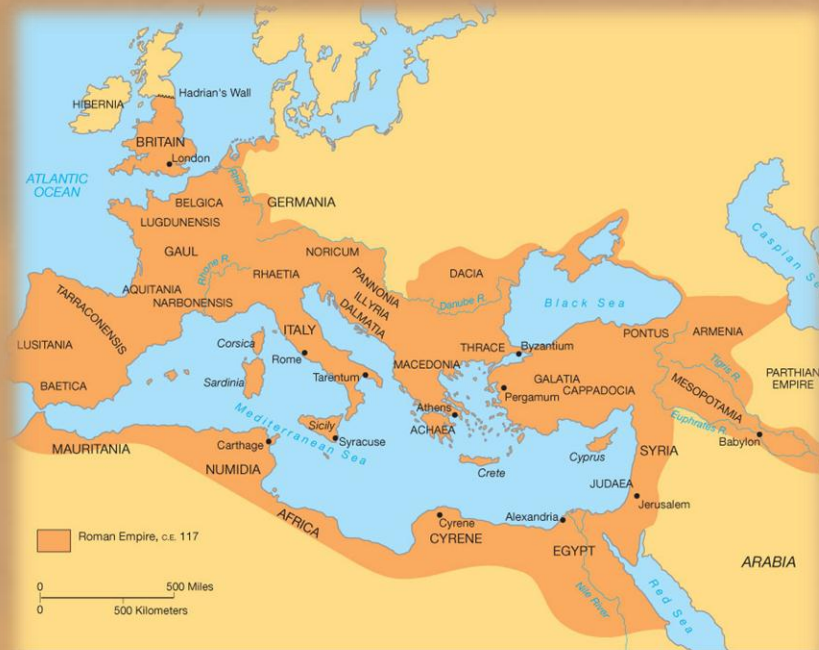 HIBERNIA
Hadrian's Wall
BRITAIN
London
ATLANTIC
OCEAN
BELGICA
Rhine R.
GERMANIA
LUGDUNENSIS
GAUL
Rhone R.
NORICUM
RHAETIA
AQUITANIA
NARBONENSIS
TARRACONENSIS
LUSITANIA
BAETICA
PANNONIA
ILLYRIA
DALMATIA
DACIA
Danube R.
Black Sea
Caspian Se
ITALY
Corsica
Rome
Sardinia
Tarentum
THRACE
Byzantium
MACEDONIA
PONTUS
ARMENIA
GALATIA
CAPPADOCIA
Pergamum
Athens
ACHAEA
Tigris R.
MESOPOTAMIA
PARTHIAN
EMPIRE
Euphrates R.
Babylon
Mediterranean Sea
Sicily
Syracuse
Carthage
MAURITANIA
NUMIDIA
AFRICA
Crete
Cyprus
SYRIA
JUDAEA
Jerusalem
Cyrene
CYRENE
Alexandria
EGYPT
Nile River
Red Sea
ARABIA
Roman Empire, C.E. 117
0 500 Miles
0 500 Kilometers